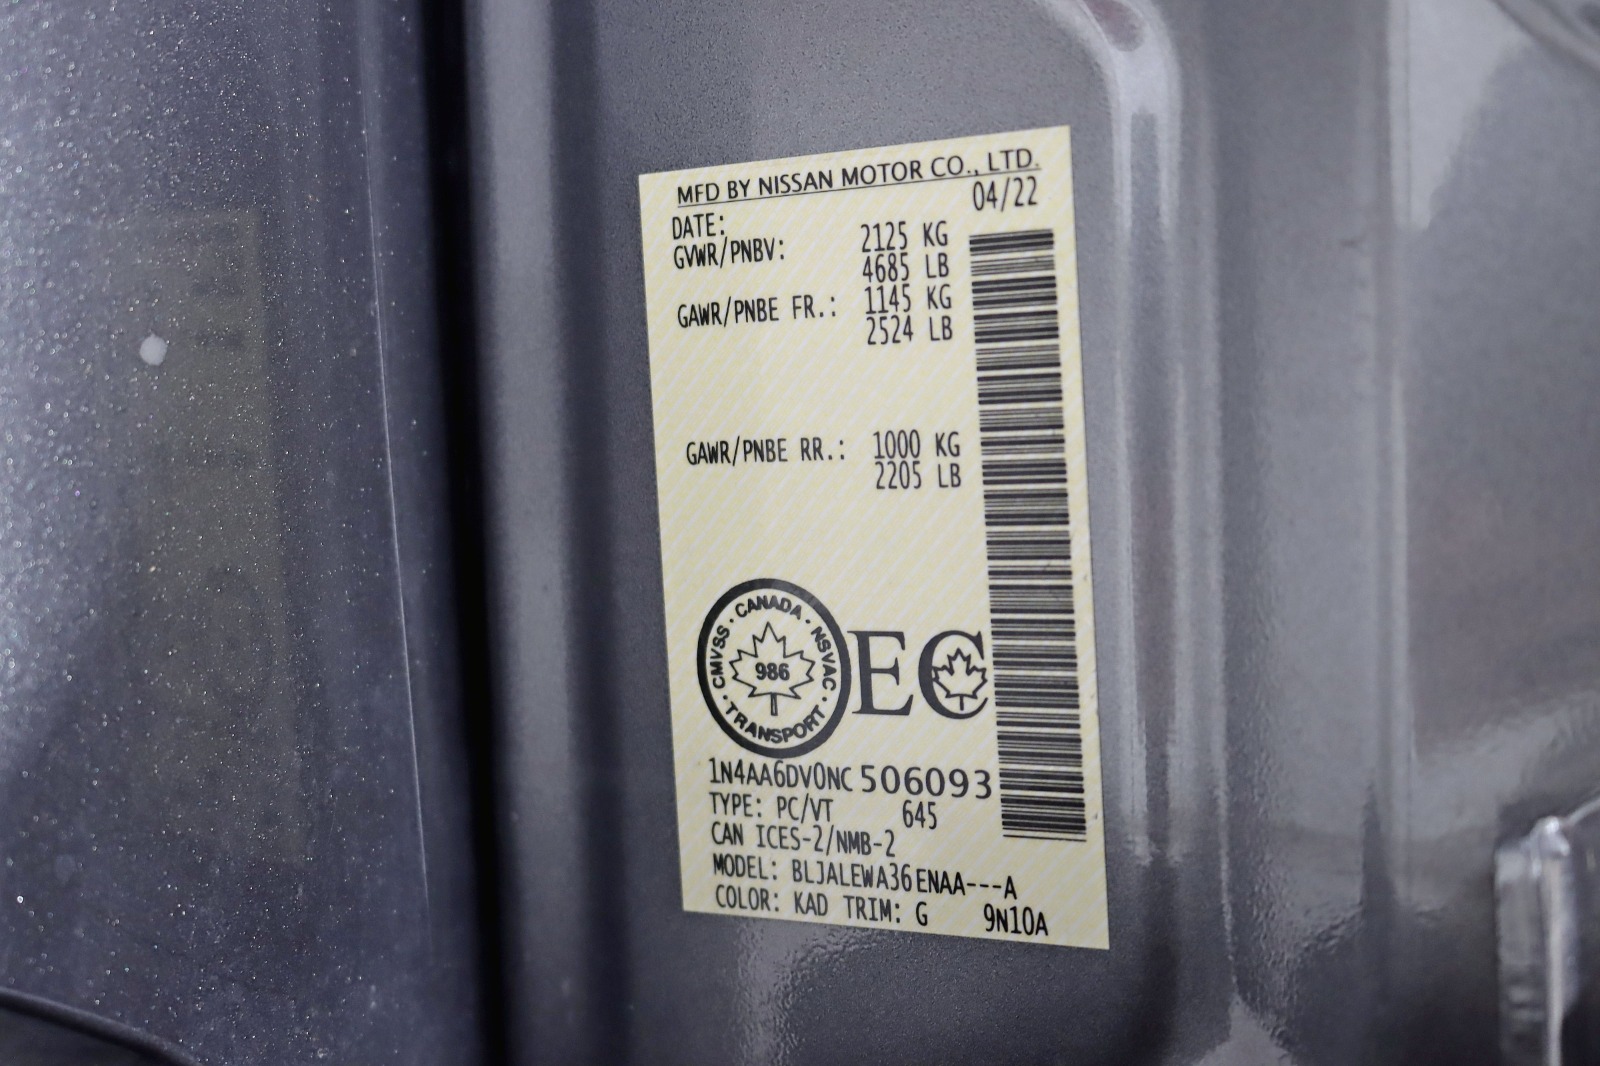 MFD BY NISSAN MOTOR CO., LTD.
DATE: 04/22
GVWR/PNBV: 2125 KG
4685 LB
GAWR/PNBE FR.: 1145 KG
2524 LB
GAWR/PNBE RR.: 1000 KG
2205 LB
CMVSS · CANADA · NSVAC · TRANSPORT ·
986
EC
1N4AA6DV0NC506093
TYPE: PC/VT 645
CAN ICES-2/NMB-2
MODEL: BLJALEWA36ENAA---A
COLOR: KAD TRIM: G 9N10A